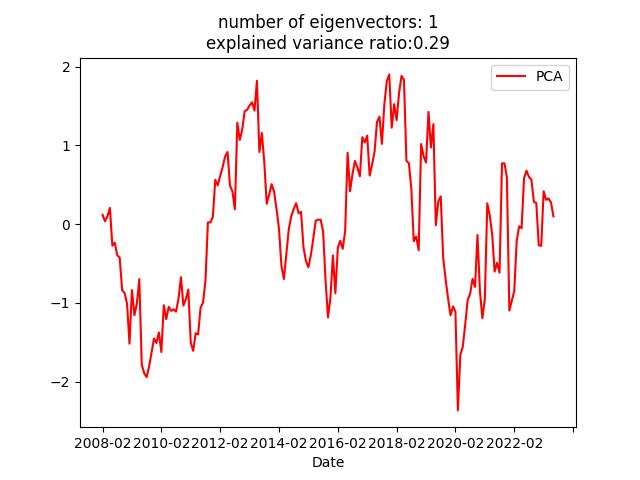 number of eigenvectors: 1
explained variance ratio:0.29
PCA
2
1
0
−1
−2
2008-02 2010-02 2012-02 2014-02 2016-02 2018-02 2020-02 2022-02
Date